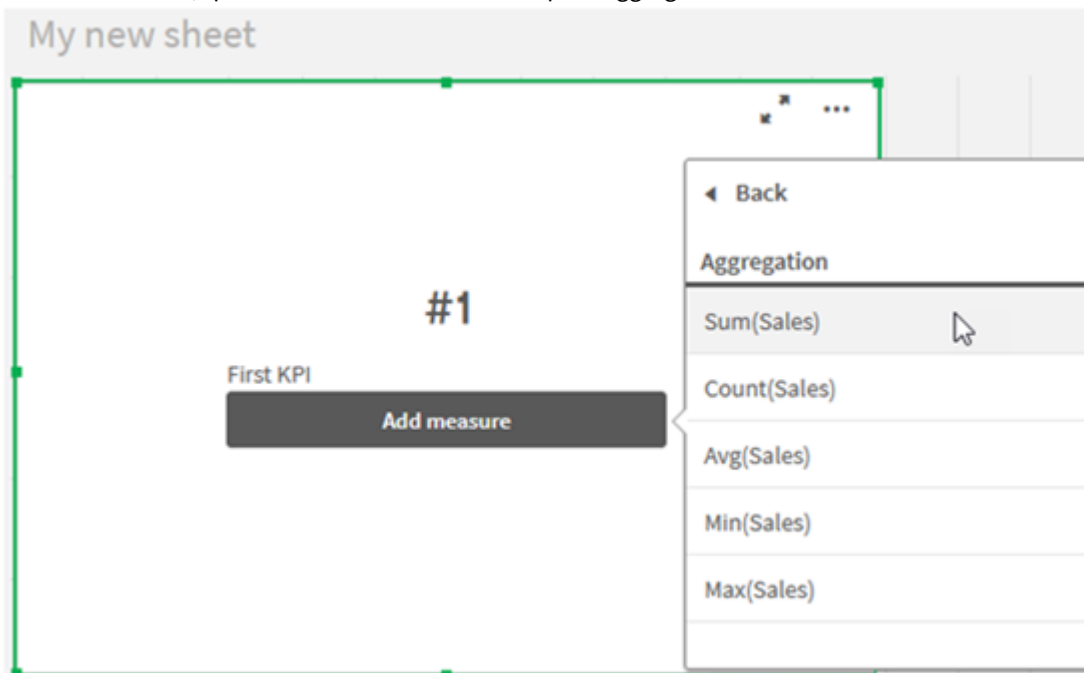 My new sheet
...
◂ Back
Aggregation
#1
Sum(Sales)
First KPI
Count(Sales)
Add measure
Avg(Sales)
Min(Sales)
Max(Sales)